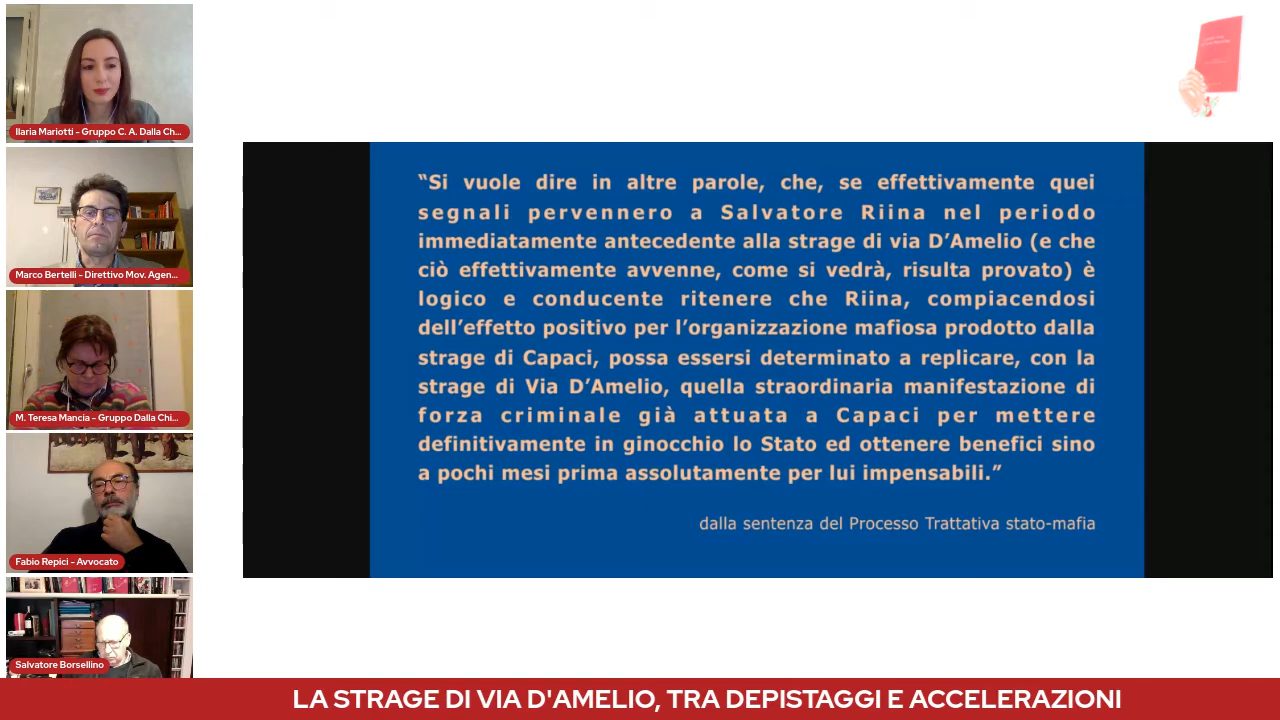 Ilaria Mariotti - Gruppo C. A. Dalla Ch...
Marco Bertelli - Direttivo Mov. Agen...
M. Teresa Mancia - Gruppo Dalla Chi...
Fabio Repici - Avvocato
Salvatore Borsellino
“Si vuole dire in altre parole, che, se effettivamente quei
segnali pervennero a Salvatore Riina nel periodo
immediatamente antecedente alla strage di via D’Amelio (e che
ciò effettivamente avvenne, come si vedrà, risulta provato) è
logico e conducente ritenere che Riina, compiacendosi
dell’effetto positivo per l’organizzazione mafiosa prodotto dalla
strage di Capaci, possa essersi determinato a replicare, con la
strage di Via D’Amelio, quella straordinaria manifestazione di
forza criminale già attuata a Capaci per mettere
definitivamente in ginocchio lo Stato ed ottenere benefici sino
a pochi mesi prima assolutamente per lui impensabili.”
dalla sentenza del Processo Trattativa stato-mafia
LA STRAGE DI VIA D'AMELIO, TRA DEPISTAGGI E ACCELERAZIONI